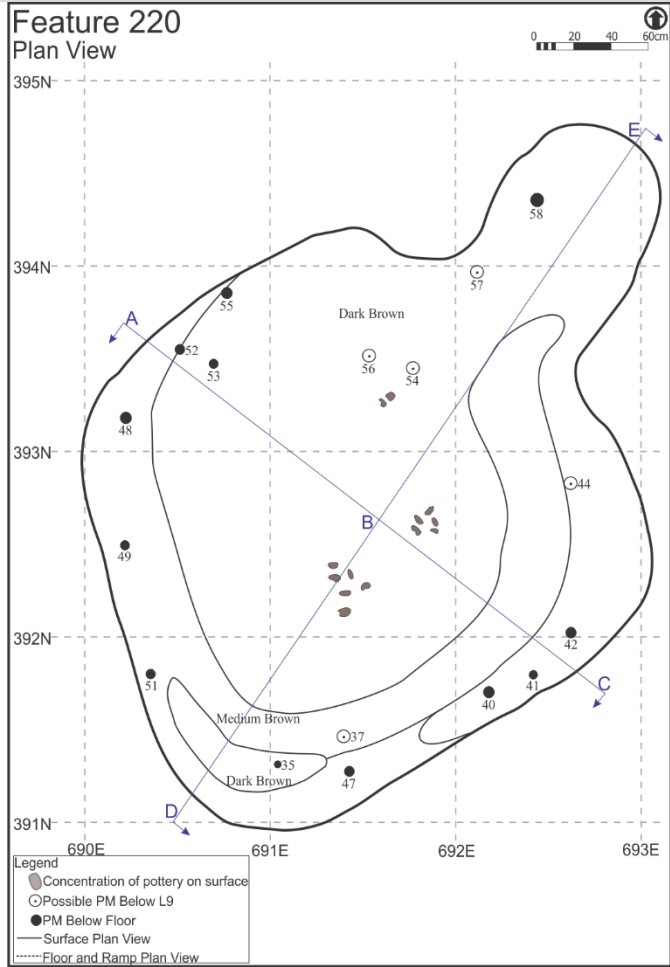 Feature 220
Plan View
0 20 40 60cm
395N
E
58
394N
57
55
Dark Brown
A
52
53
56
54
48
393N
44
B
49
392N
42
51
41
C
40
Medium Brown
37
35
47
Dark Brown
D
391N
690E 691E 692E 693E
Legend
Concentration of pottery on surface
Possible PM Below L9
PM Below Floor
Surface Plan View
Floor and Ramp Plan View